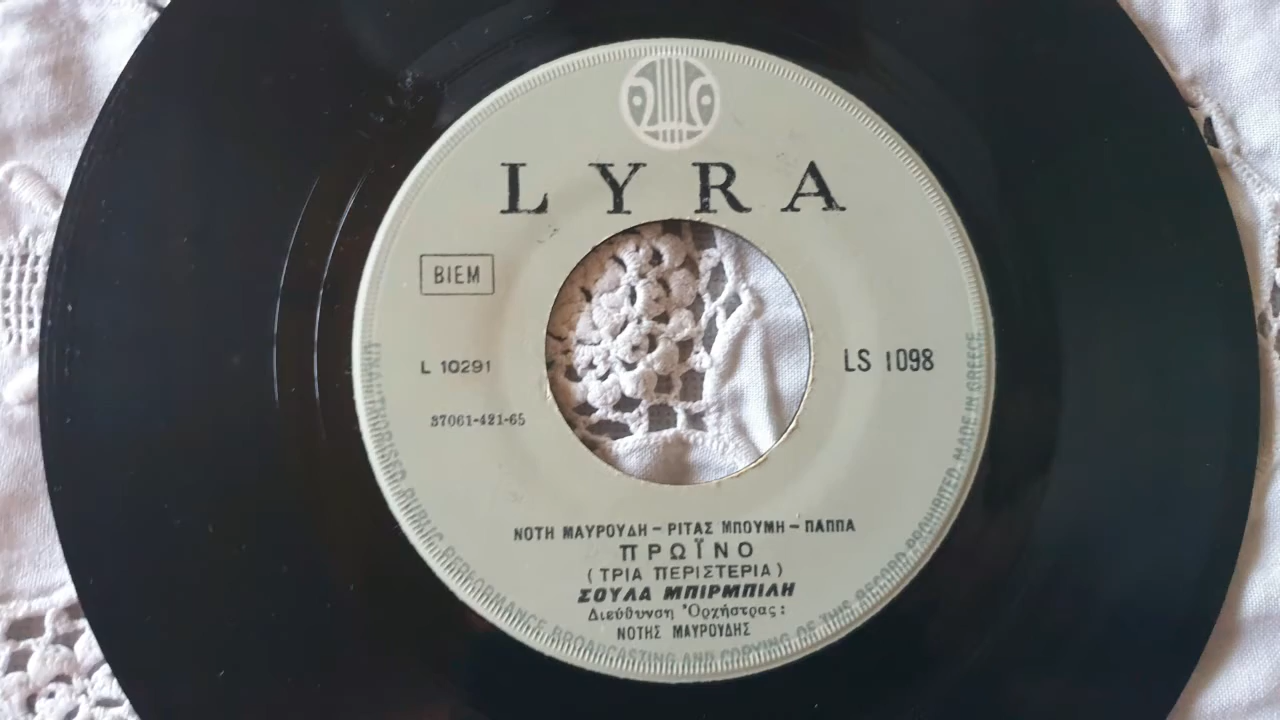 LYRA
BIEM
L 10291
LS 1098
37061-421-65
ΝΟΤΗ ΜΑΥΡΟΥΔΗ – ΡΙΤΑΣ ΜΠΟΥΜΗ – ΠΑΠΠΑ
ΠΡΩΪΝΟ
(ΤΡΙΑ ΠΕΡΙΣΤΕΡΙΑ)
ΣΟΥΛΑ ΜΠΙΡΜΠΙΛΗ
Διεύθυνση Ὀρχήστρας:
ΝΟΤΗΣ ΜΑΥΡΟΥΔΗΣ
UNAUTHORISED PUBLIC PERFORMANCE BROADCASTING AND COPYING OF THIS RECORD PROHIBITED. MADE IN GREECE